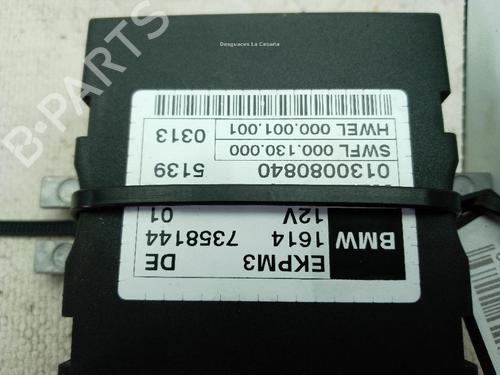 Desguaces La Cabaña
B-PARTS
BMW
EKPM3 DE
1614 7358144
12V 01
0130080840 5139
SWFL 000.130.000
HWEL 000.001.001 0313